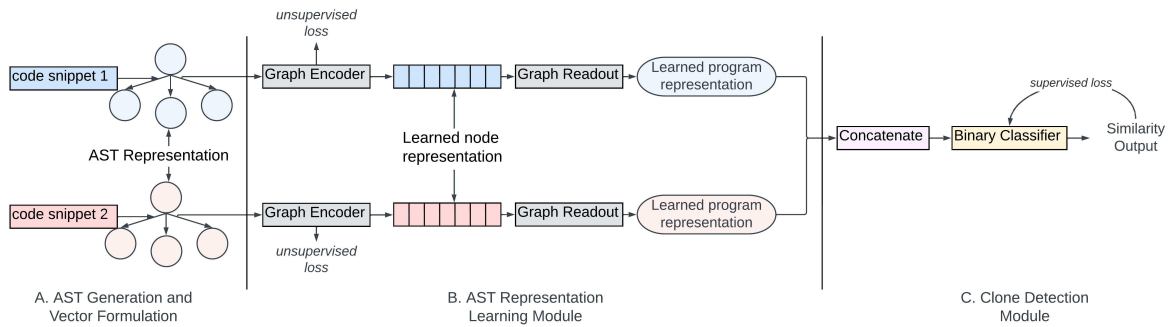 unsupervised
loss
code snippet 1
Graph Encoder
Graph Readout
Learned program
representation
supervised loss
AST Representation
Learned node
representation
Concatenate
Binary Classifier
Similarity
Output
code snippet 2
Graph Encoder
Graph Readout
Learned program
representation
unsupervised
loss
A. AST Generation and
Vector Formulation
B. AST Representation
Learning Module
C. Clone Detection
Module